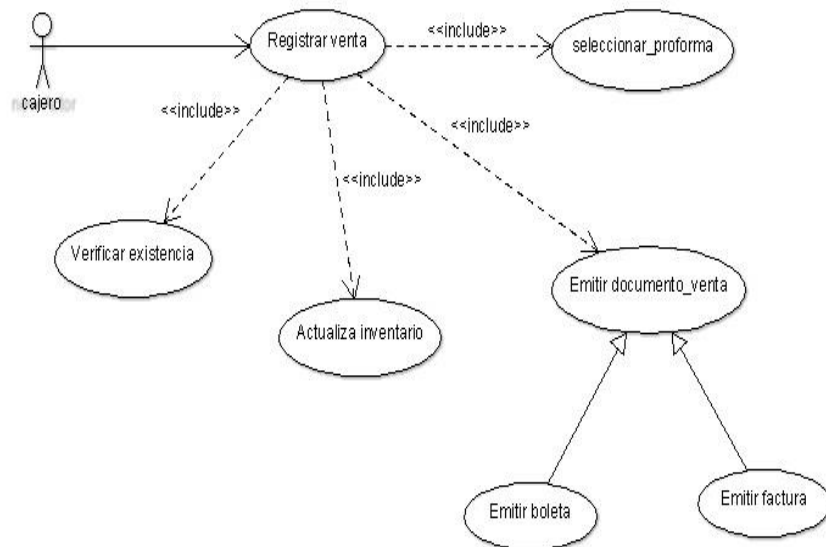 Registrar venta
<<include>>
seleccionar_proforma
cajero
<<include>>
<<include>>
<<include>>
Verificar existencia
Emitir documento_venta
Actualiza inventario
Emitir boleta
Emitir factura